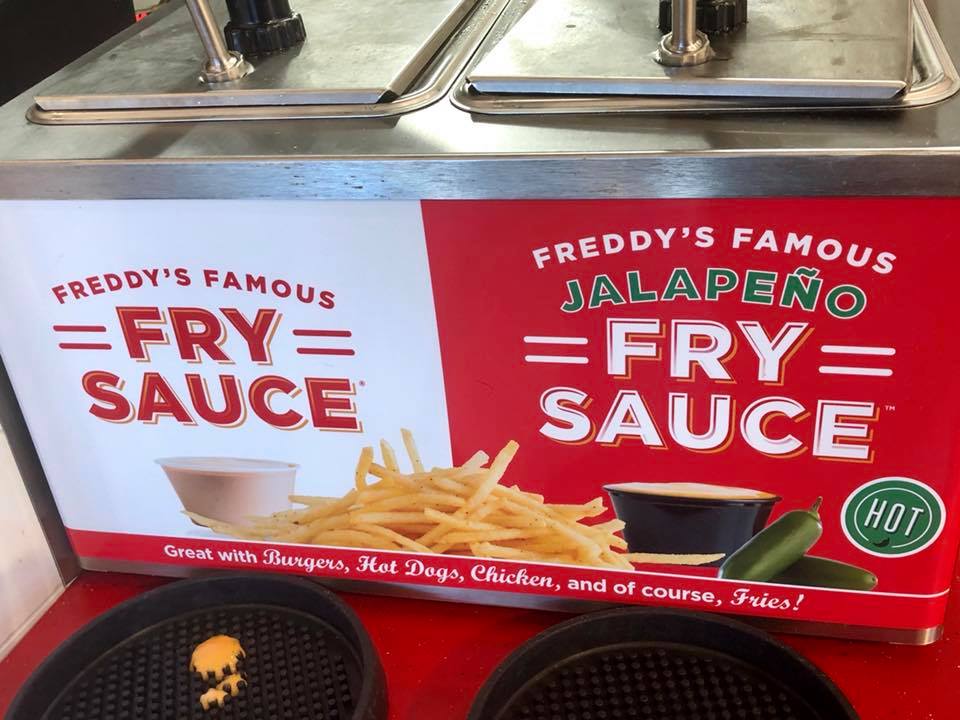 FREDDY'S FAMOUS
FRY
SAUCE®
FREDDY'S FAMOUS
JALAPEÑO
FRY
SAUCE™
HOT
Great with Burgers, Hot Dogs, Chicken, and of course, Fries!